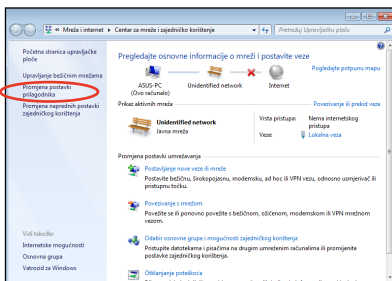 « Mreža i internet ▸ Centar za mreže i zajedničko korištenje
Pretražuj Upravljačku ploču
Početna stranica upravljačke ploče
Upravljanje bežičnim mrežama
Promjena postavki prilagodnika
Promjena naprednih postavki zajedničkog korištenja
Vidi također
Internetske mogućnosti
Osnovna grupa
Vatrozid za Windows
Pregledajte osnovne informacije o mreži i postavite veze
Pogledajte potpunu mapu
ASUS-PC
(Ovo računalo)
Unidentified network
Internet
Prikaz aktivnih mreža
Povezivanje ili prekid veze
Unidentified network
Javna mreža
Vrsta pristupa: Nema internetskog pristupa
Veze: Lokalna veza
Promjena postavki umrežavanja
Postavljanje nove veze ili mreže
Postavite bežičnu, širokopojasnu, modemsku, ad hoc ili VPN vezu, odnosno usmjerivač ili
pristupnu točku.
Povezivanje s mrežom
Povežite se ili ponovno povežite s bežičnom, ožičenom, modemskom ili VPN mrežnom
vezom.
Odabir osnovne grupe i mogućnosti zajedničkog korištenja
Pristupite datotekama i pisačima na drugim umreženim računalima ili promijenite
postavke zajedničkog korištenja.
Otklanjanje poteškoća